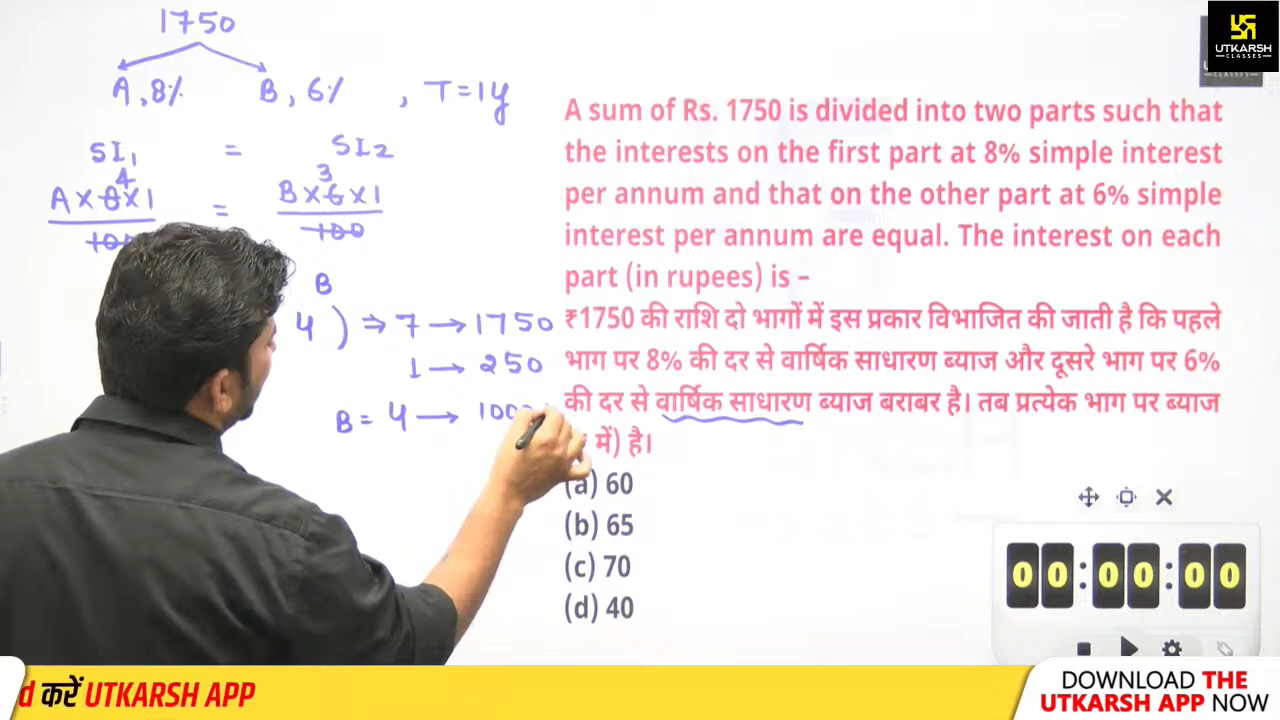 1750
A,8% B, 6% , T=1y
SI1 = SI2
4 3
A×8×1 = B×6×1
100 100
B
4 ) ⇒ 7 → 1750
1 → 250
B = 4 → 100
UTKARSH
CLASSES
A sum of Rs. 1750 is divided into two parts such that
the interests on the first part at 8% simple interest
per annum and that on the other part at 6% simple
interest per annum are equal. The interest on each
part (in rupees) is –
₹1750 की राशि दो भागों में इस प्रकार विभाजित की जाती है कि पहले
भाग पर 8% की दर से वार्षिक साधारण ब्याज और दूसरे भाग पर 6%
की दर से वार्षिक साधारण ब्याज बराबर है। तब प्रत्येक भाग पर ब्याज
में) है।
(a) 60
(b) 65
(c) 70
(d) 40
00:00:00
d करें UTKARSH APP
DOWNLOAD THE
UTKARSH APP NOW